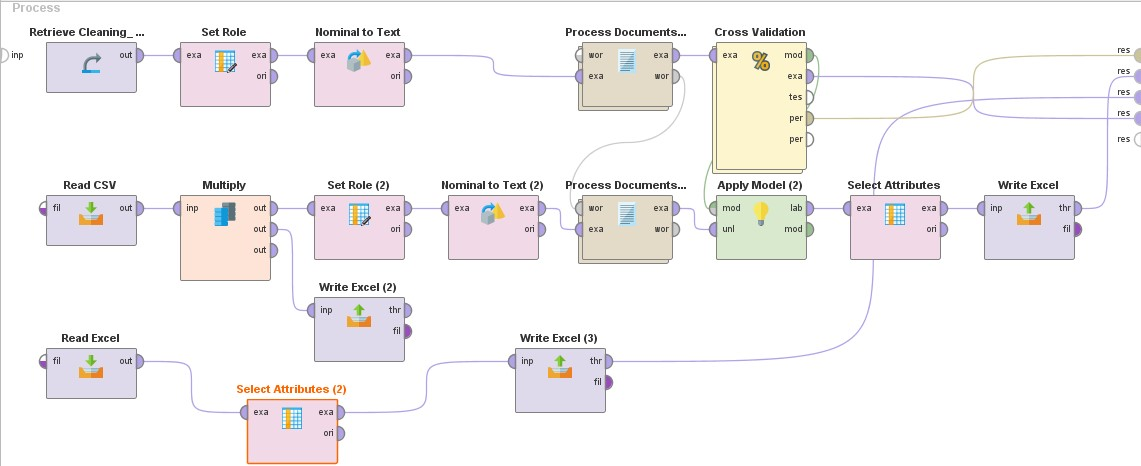 Process
Retrieve Cleaning_ ...
Set Role
Nominal to Text
Process Documents...
Cross Validation
inp
out
exa
exa
ori
exa
exa
ori
wor
exa
exa
wor
exa
mod
exa
tes
per
per
res
res
res
res
res
Read CSV
Multiply
Set Role (2)
Nominal to Text (2)
Process Documents...
Apply Model (2)
Select Attributes
Write Excel
fil
out
inp
out
out
out
exa
exa
ori
exa
exa
ori
wor
exa
exa
wor
mod
unl
lab
mod
exa
exa
ori
inp
thr
fil
Write Excel (2)
inp
thr
fil
Read Excel
fil
out
Write Excel (3)
inp
thr
fil
Select Attributes (2)
exa
exa
ori